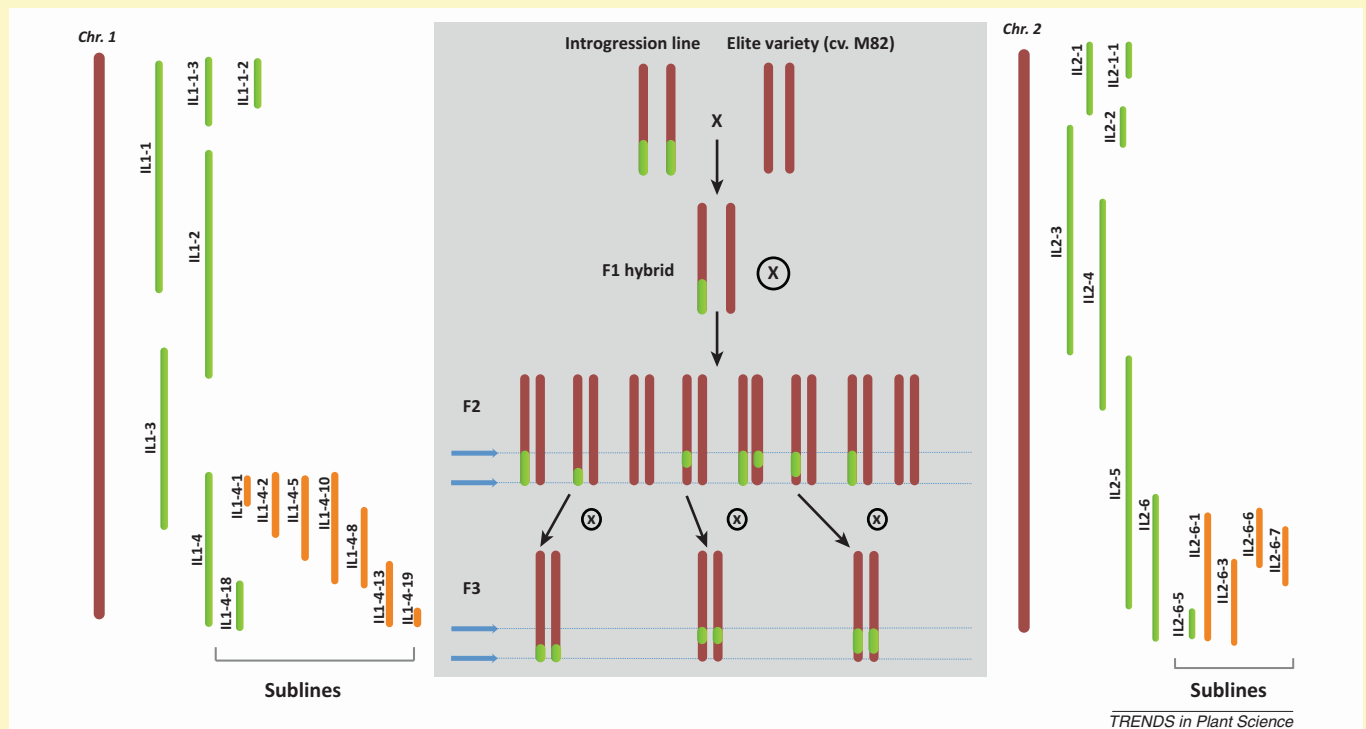 Chr. 1
IL1-1
IL1-1-3
IL1-1-2
IL1-2
IL1-3
IL1-4
IL1-4-18
IL1-4-1
IL1-4-2
IL1-4-5
IL1-4-10
IL1-4-8
IL1-4-13
IL1-4-19
Sublines
Introgression line
Elite variety (cv. M82)
X
F1 hybrid
X
F2
X
X
X
F3
Chr. 2
IL2-1
IL2-1-1
IL2-2
IL2-3
IL2-4
IL2-5
IL2-6
IL2-6-5
IL2-6-1
IL2-6-3
IL2-6-6
IL2-6-7
Sublines
TRENDS in Plant Science